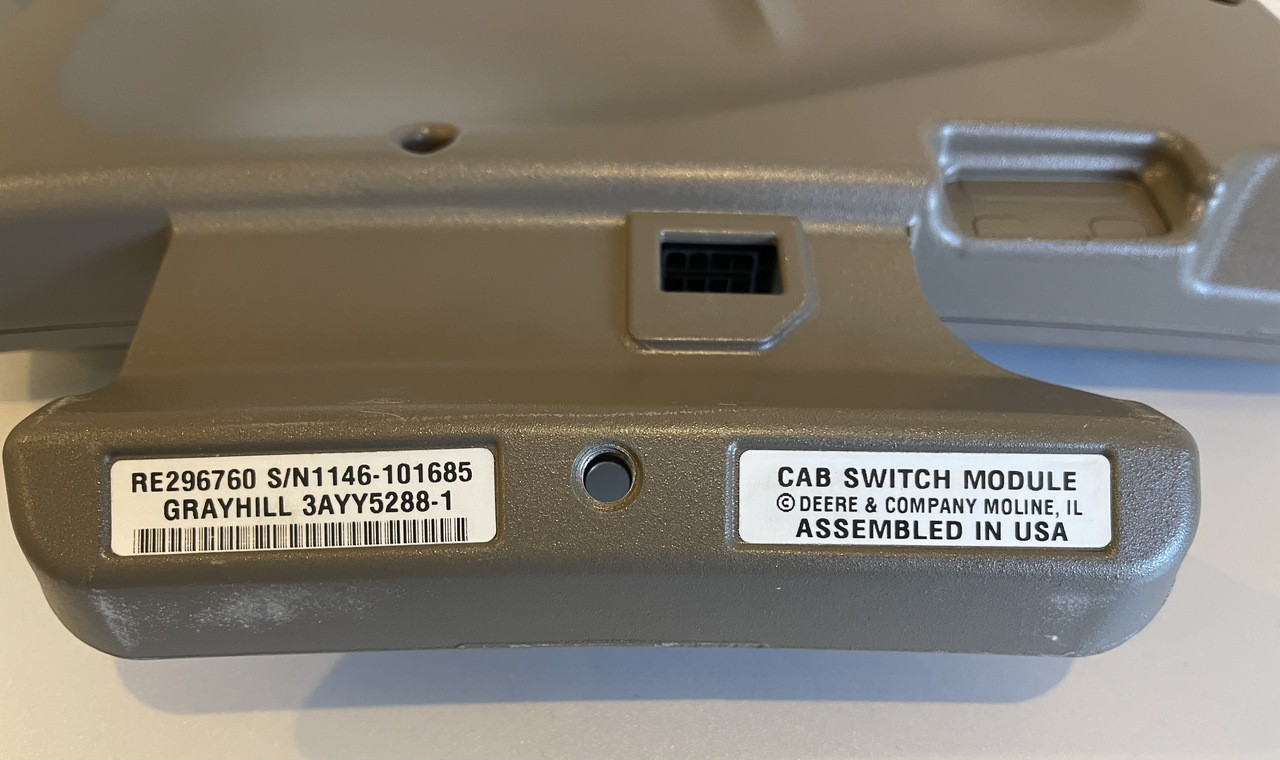 RE296760 S/N1146-101685
GRAYHILL 3AYY5288-1
CAB SWITCH MODULE
© DEERE & COMPANY MOLINE, IL
ASSEMBLED IN USA